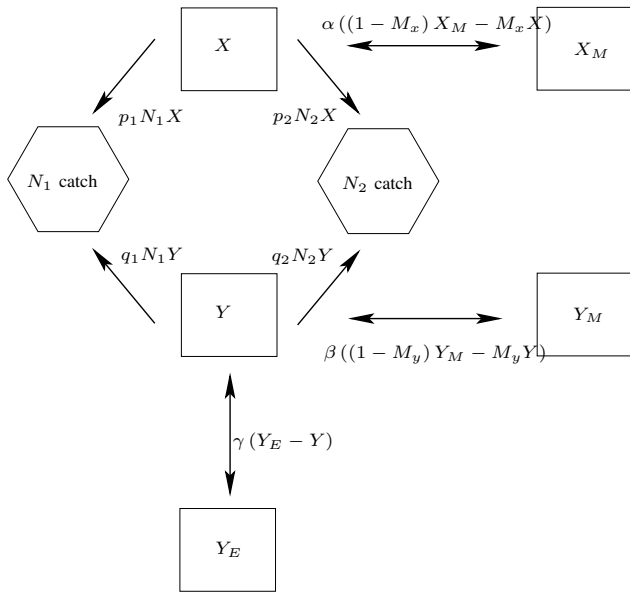 X
α ((1 − M_x) X_M − M_x X)
X_M
p_1 N_1 X
p_2 N_2 X
N_1 catch
N_2 catch
q_1 N_1 Y
q_2 N_2 Y
Y
Y_M
β ((1 − M_y) Y_M − M_y Y)
γ (Y_E − Y)
Y_E